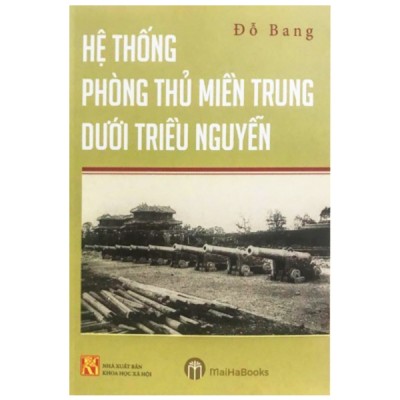 Đỗ Bang
HỆ THỐNG
PHÒNG THỦ MIỀN TRUNG
DƯỚI TRIỀU NGUYỄN
NHÀ XUẤT BẢN
KHOA HỌC XÃ HỘI
MaiHaBooks